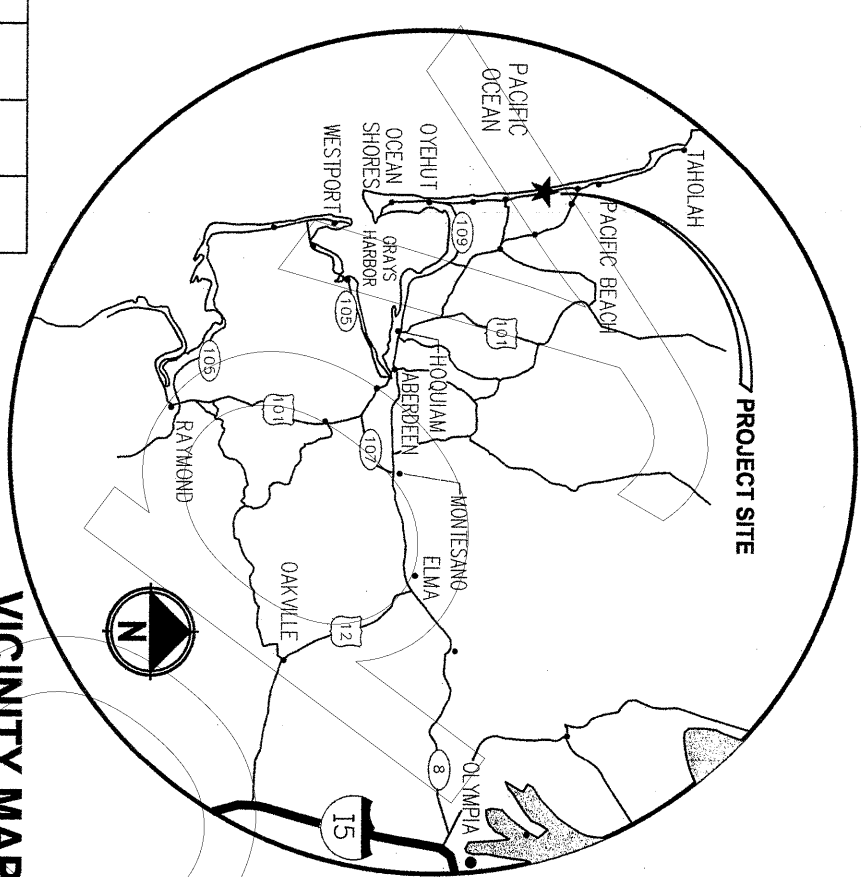 PACIFIC
OCEAN
TAHOLAH
PACIFIC BEACH
PROJECT SITE
OYEHUT
OCEAN
SHORES
WESTPORT
109
GRAYS
HARBOR
105
101
HOQUIAM
ABERDEEN
107
MONTESANO
ELMA
105
101
RAYMOND
OAKVILLE
12
8
OLYMPIA
I5
N
VICINITY MAP